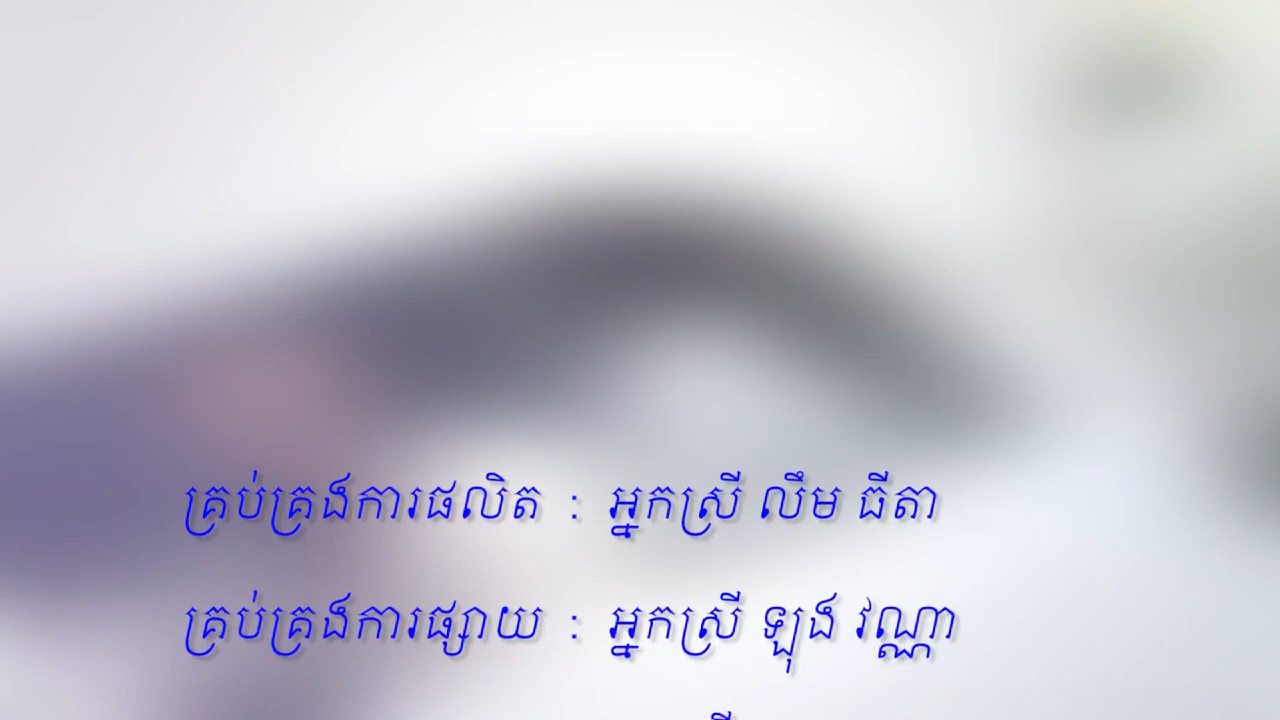 គ្រប់គ្រងការផលិត : អ្នកស្រី លឹម ធីតា
គ្រប់គ្រងការផ្សាយ : អ្នកស្រី ឡុង វណ្ណា